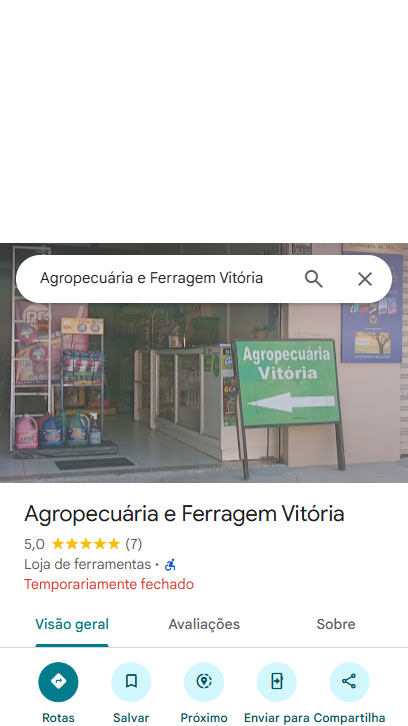 Agropecuária e Ferragem Vitória
Agropecuária
Vitória
Agropecuária e Ferragem Vitória
5,0 (7)
Loja de ferramentas ·
Temporariamente fechado
Visão geral Avaliações Sobre
Rotas Salvar Próximo Enviar para Compartilha